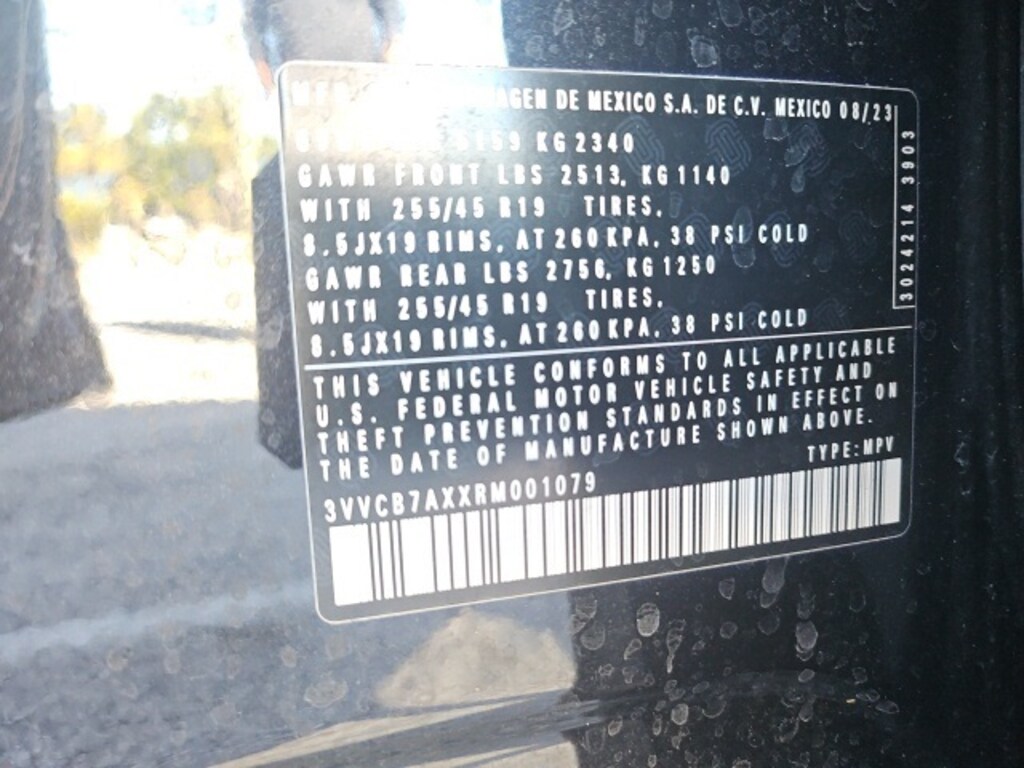 DE MEXICO S.A. DE C.V. MEXICO 08/23
KG 2340
GAWR FRONT LBS 2513, KG 1140
WITH 255/45 R19 TIRES,
8.5JX19 RIMS, AT 260 KPA, 38 PSI COLD
GAWR REAR LBS 2756, KG 1250
WITH 255/45 R19 TIRES,
8.5JX19 RIMS, AT 260 KPA, 38 PSI COLD
3024214 3903
THIS VEHICLE CONFORMS TO ALL APPLICABLE
U.S. FEDERAL MOTOR VEHICLE SAFETY AND
THEFT PREVENTION STANDARDS IN EFFECT ON
THE DATE OF MANUFACTURE SHOWN ABOVE.
TYPE: MPV
3VVCB7AXXRM001079